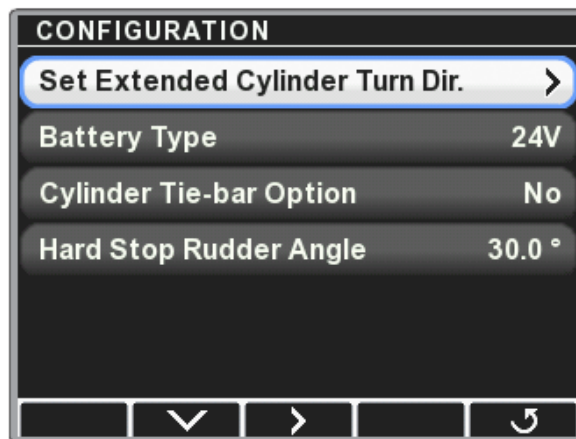 CONFIGURATION
Set Extended Cylinder Turn Dir.
Battery Type 24V
Cylinder Tie-bar Option No
Hard Stop Rudder Angle 30.0 °